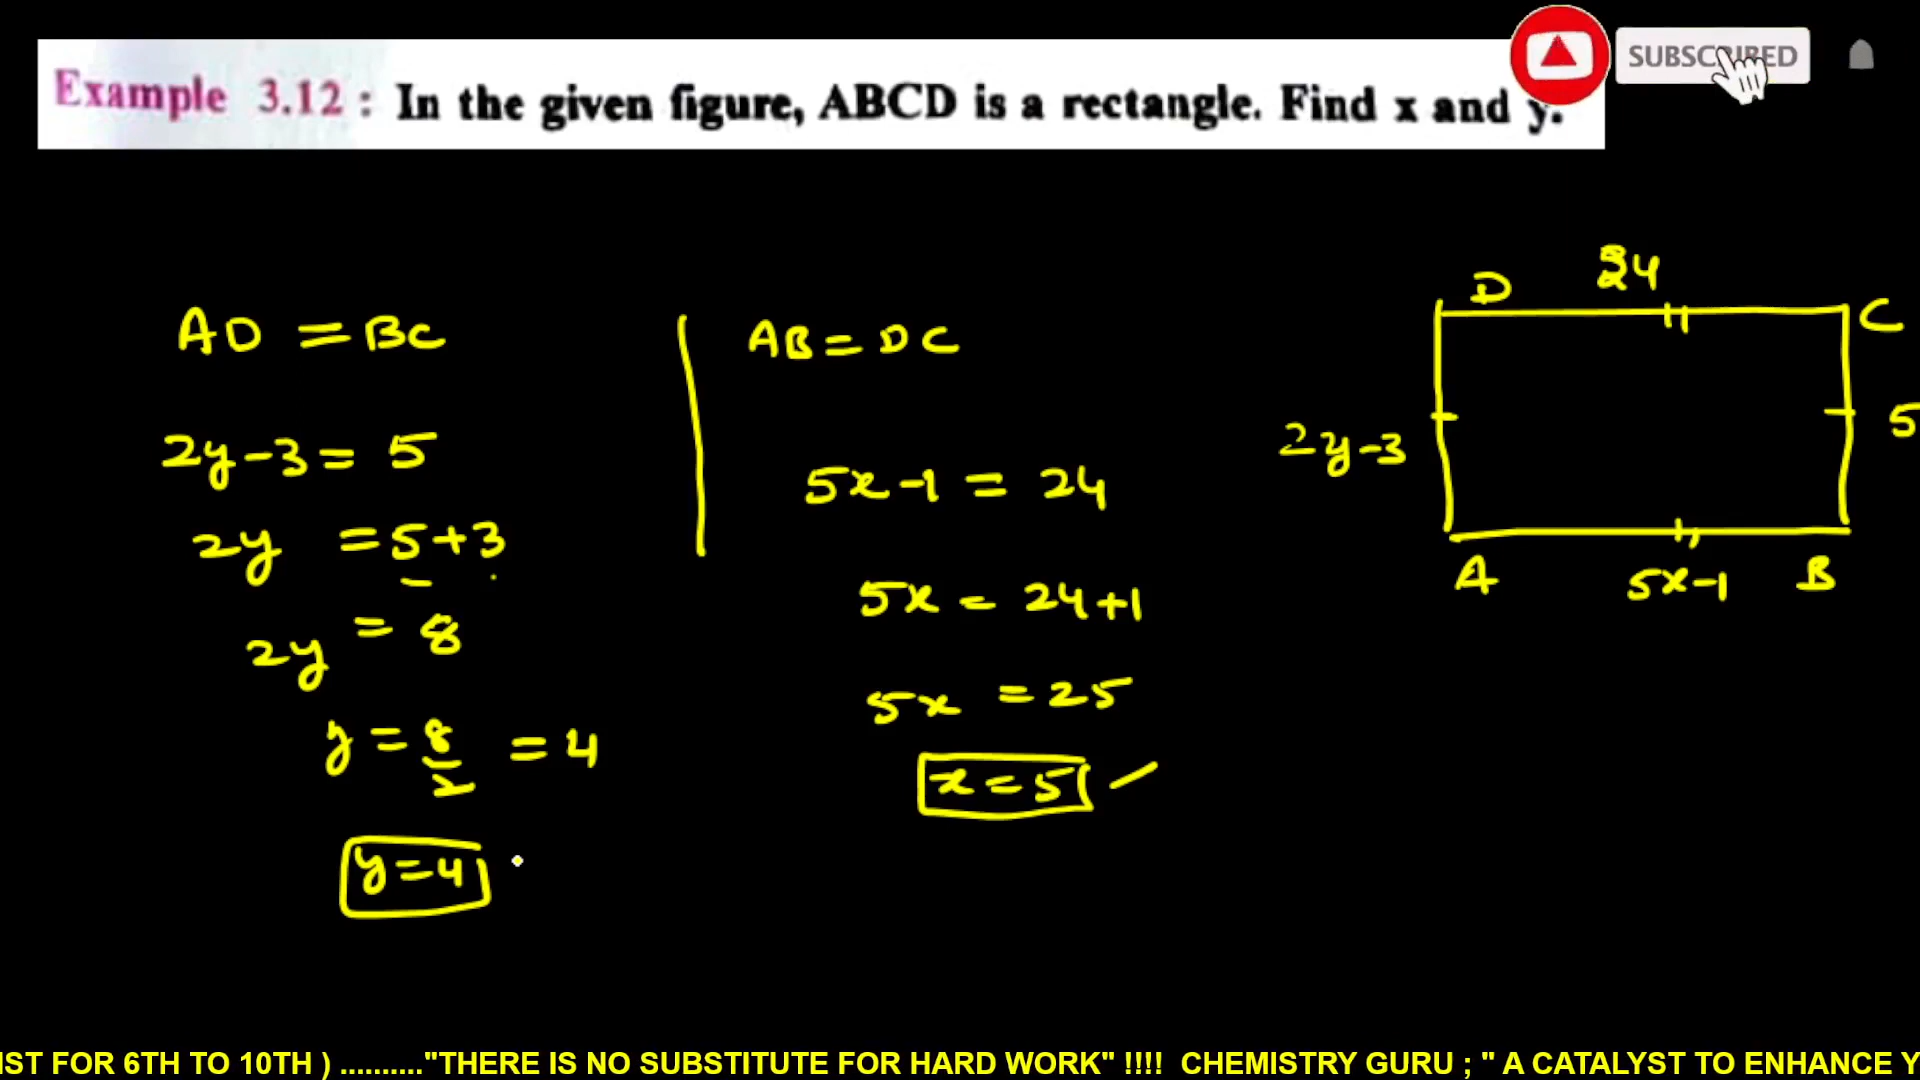 SUBSCRIBED
Example 3.12 : In the given figure, ABCD is a rectangle. Find x and y.
AD = BC
2y-3 = 5
2y = 5+3
2y = 8
y = 8/2 = 4
y=4
AB = DC
5x-1 = 24
5x = 24+1
5x = 25
x=5
D 24 C
2y-3 5
A 5x-1 B
IST FOR 6TH TO 10TH ) ..........."THERE IS NO SUBSTITUTE FOR HARD WORK" !!!! CHEMISTRY GURU ; " A CATALYST TO ENHANCE Y